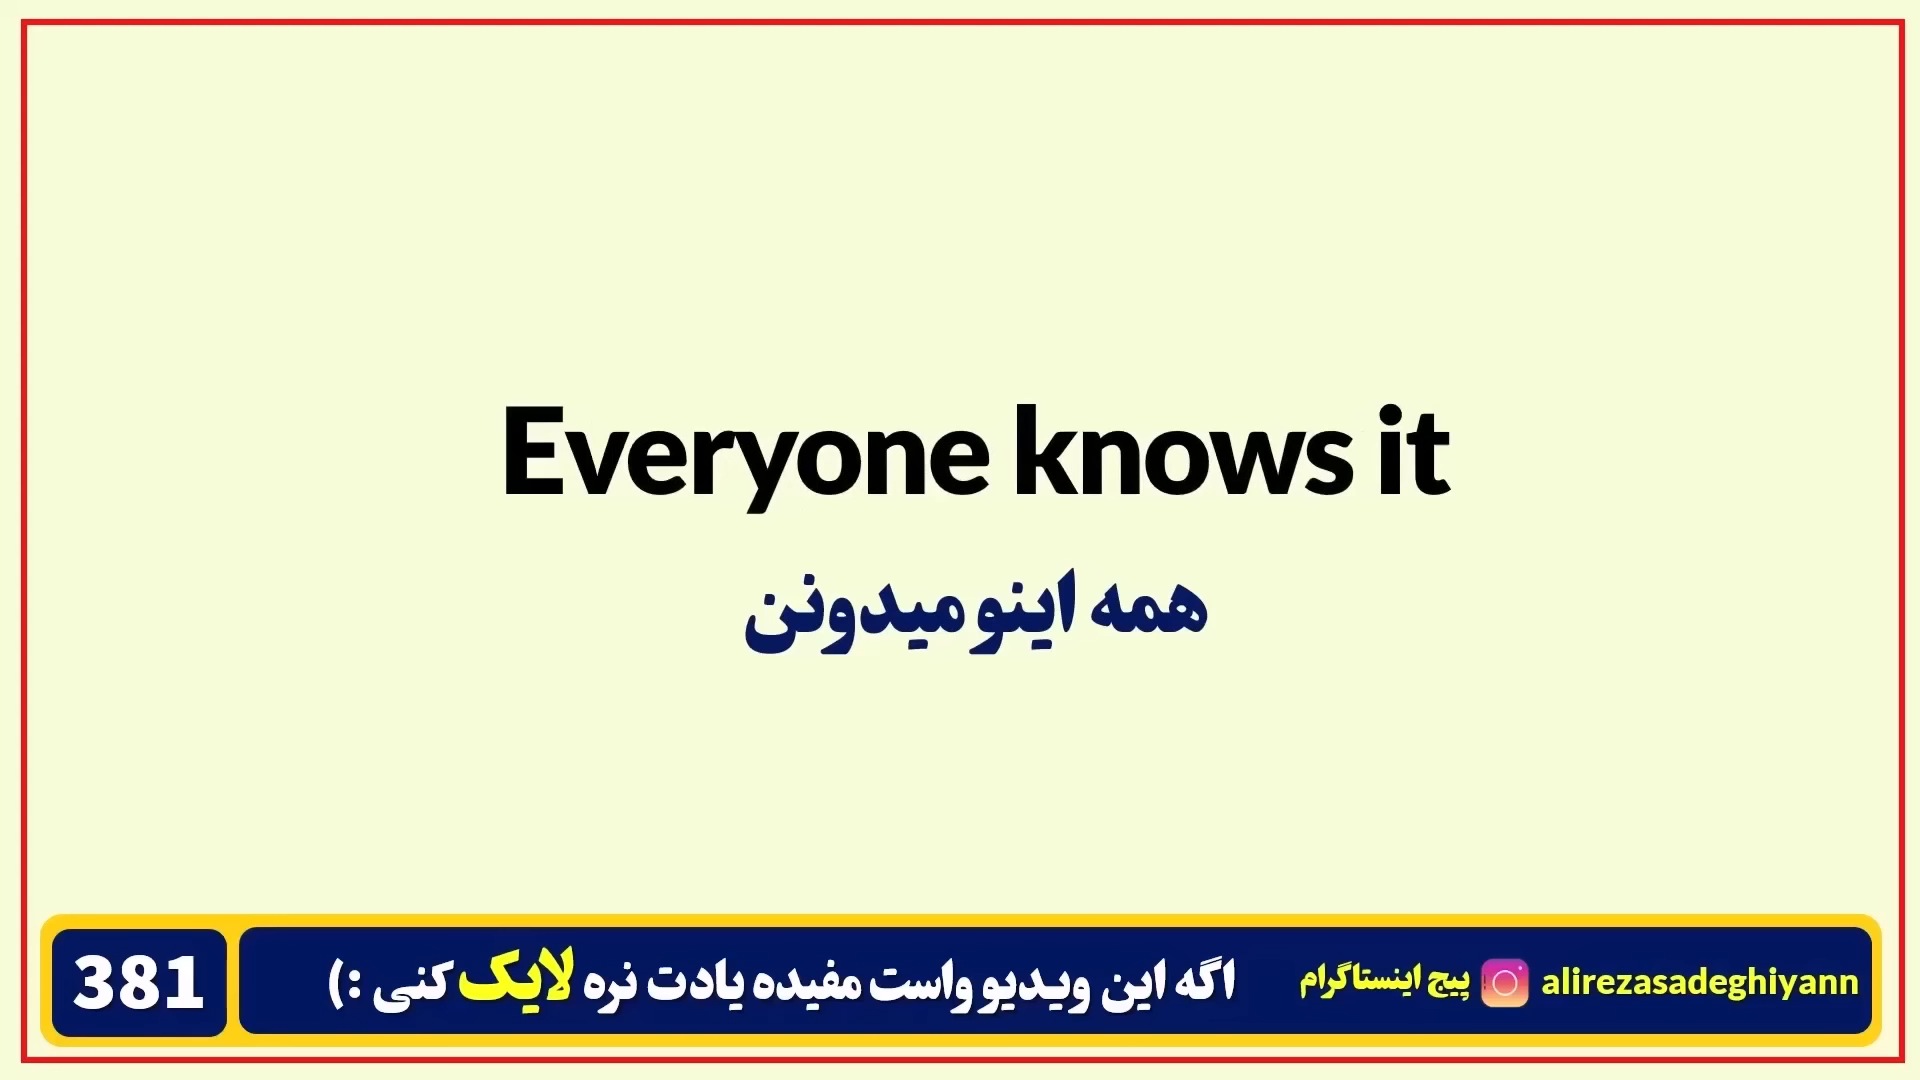 Everyone knows it
همه اینو میدونن
381
اگه این ویدیو واست مفیده یادت نره لایک کنی :)
پیج اینستاگرام alirezasadeghiyann